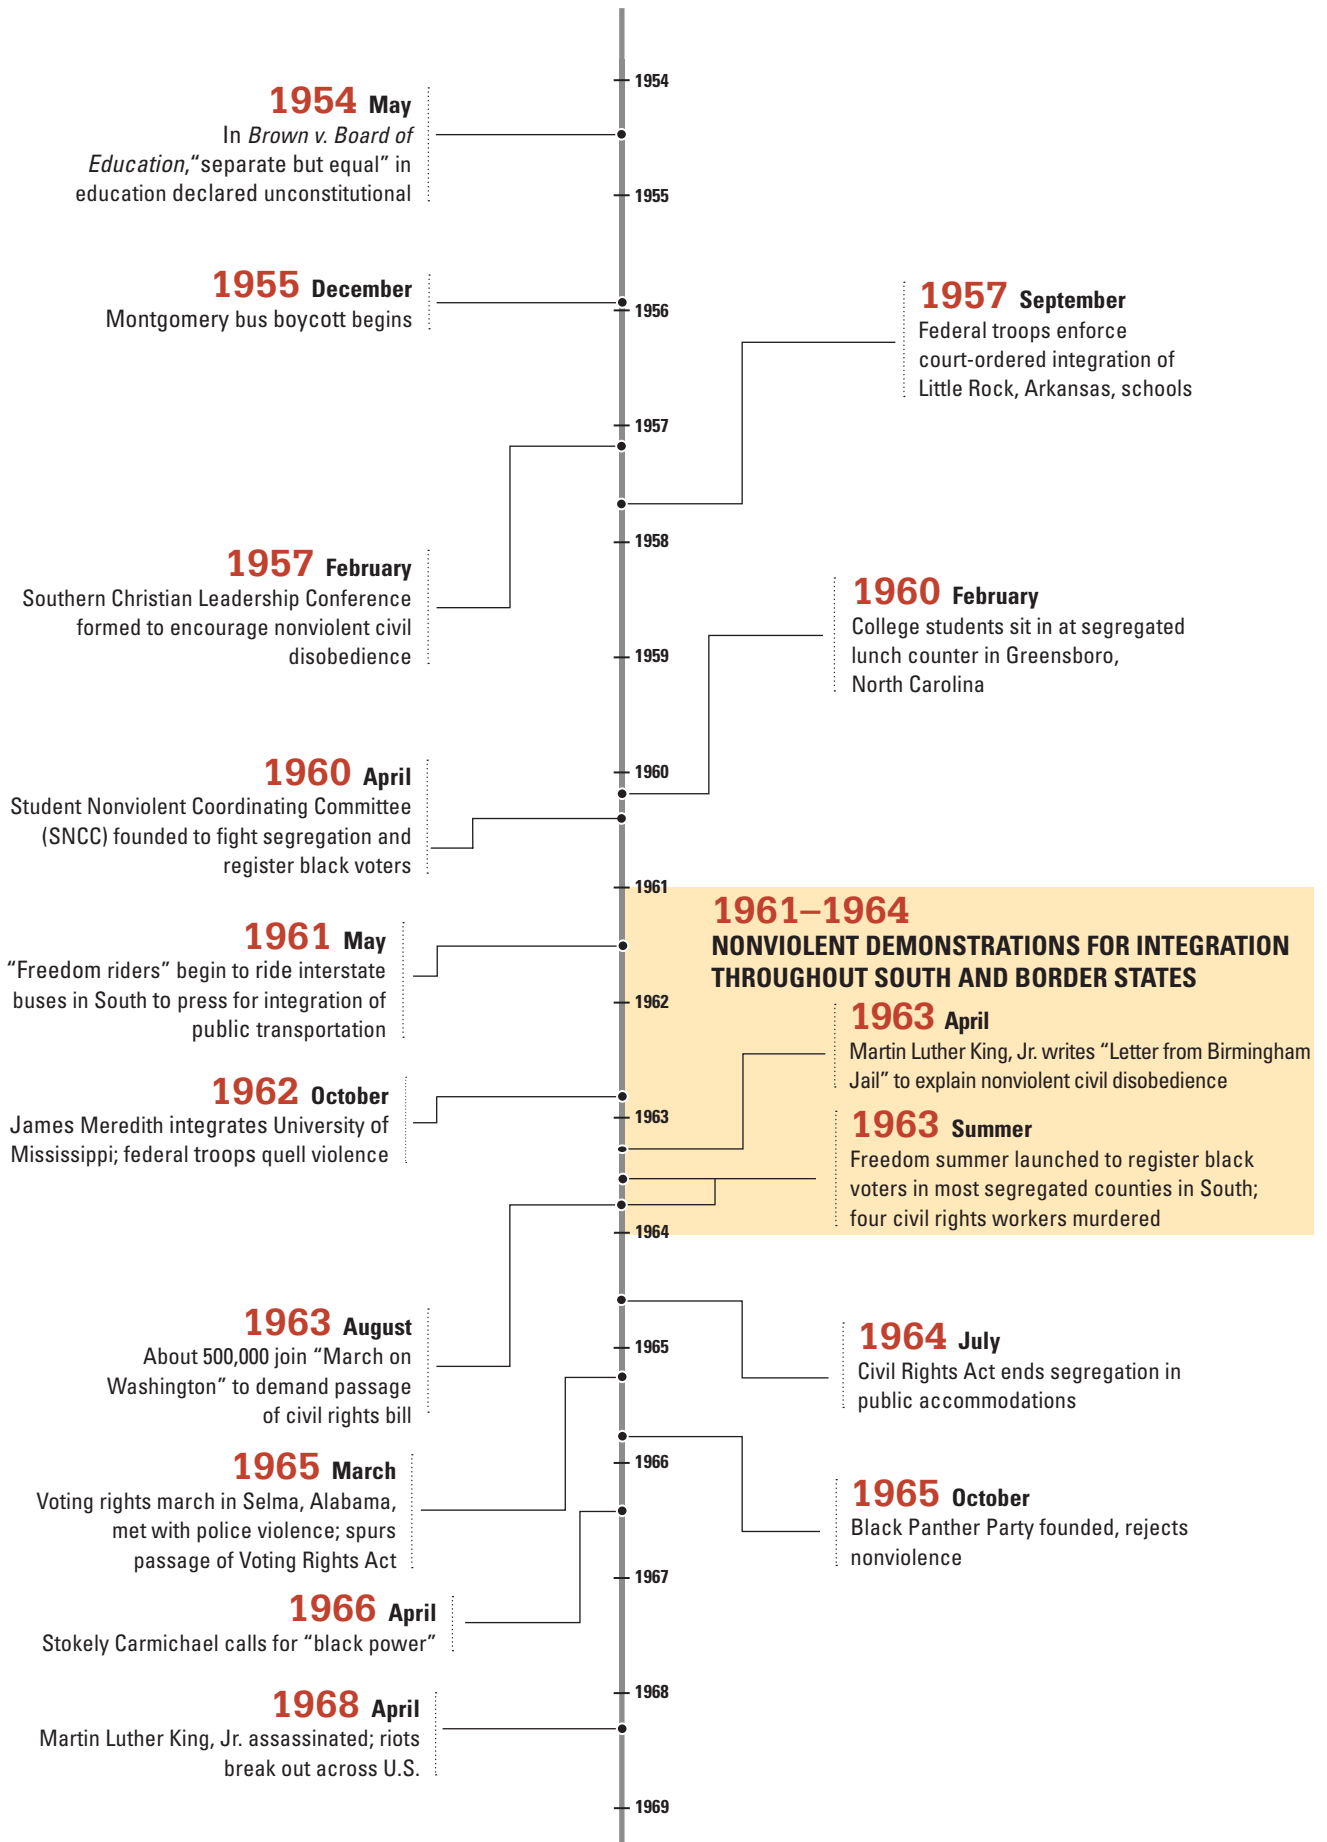 1954
1954 May
In Brown v. Board of
Education,“separate but equal” in
education declared unconstitutional
1955
1955 December
Montgomery bus boycott begins
1956
1957 September
Federal troops enforce
court-ordered integration of
Little Rock, Arkansas, schools
1957
1958
1957 February
Southern Christian Leadership Conference
formed to encourage nonviolent civil
disobedience
1960 February
College students sit in at segregated
lunch counter in Greensboro,
North Carolina
1959
1960
1960 April
Student Nonviolent Coordinating Committee
(SNCC) founded to fight segregation and
register black voters
1961
1961–1964
NONVIOLENT DEMONSTRATIONS FOR INTEGRATION
THROUGHOUT SOUTH AND BORDER STATES
1961 May
“Freedom riders” begin to ride interstate
buses in South to press for integration of
public transportation
1962
1963 April
Martin Luther King, Jr. writes “Letter from Birmingham
Jail” to explain nonviolent civil disobedience
1962 October
James Meredith integrates University of
Mississippi; federal troops quell violence
1963
1963 Summer
Freedom summer launched to register black
voters in most segregated counties in South;
four civil rights workers murdered
1964
1963 August
About 500,000 join “March on
Washington” to demand passage
of civil rights bill
1964 July
Civil Rights Act ends segregation in
public accommodations
1965
1965 March
Voting rights march in Selma, Alabama,
met with police violence; spurs
passage of Voting Rights Act
1966
1965 October
Black Panther Party founded, rejects
nonviolence
1967
1966 April
Stokely Carmichael calls for “black power”
1968
1968 April
Martin Luther King, Jr. assassinated; riots
break out across U.S.
1969